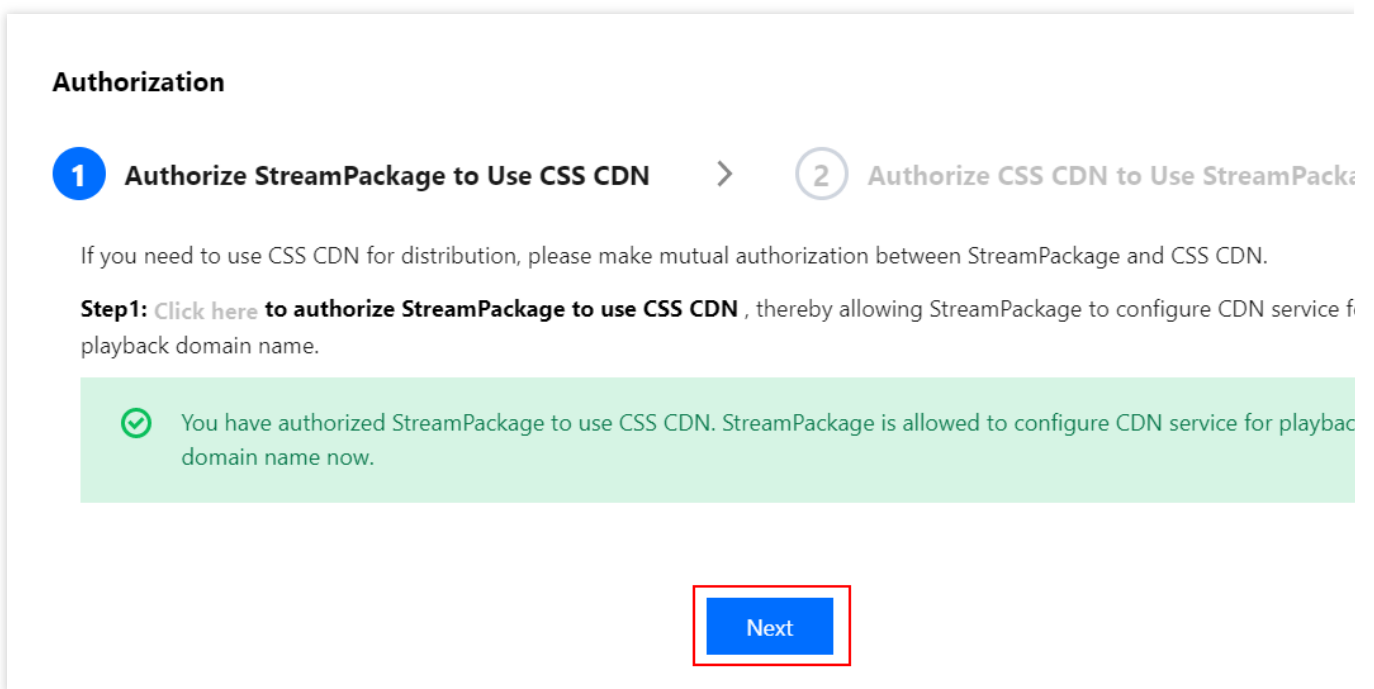 Authorization
1 Authorize StreamPackage to Use CSS CDN > 2 Authorize CSS CDN to Use
If you need to use CSS CDN for distribution, please make mutual authorization between StreamPackage and CSS CDN.
Step1: Click here to authorize StreamPackage to use CSS CDN , thereby allowing StreamPackage to configure CDN service
playback domain name.
You have authorized StreamPackage to use CSS CDN. StreamPackage is allowed to configure CDN service for
domain name now.
Next